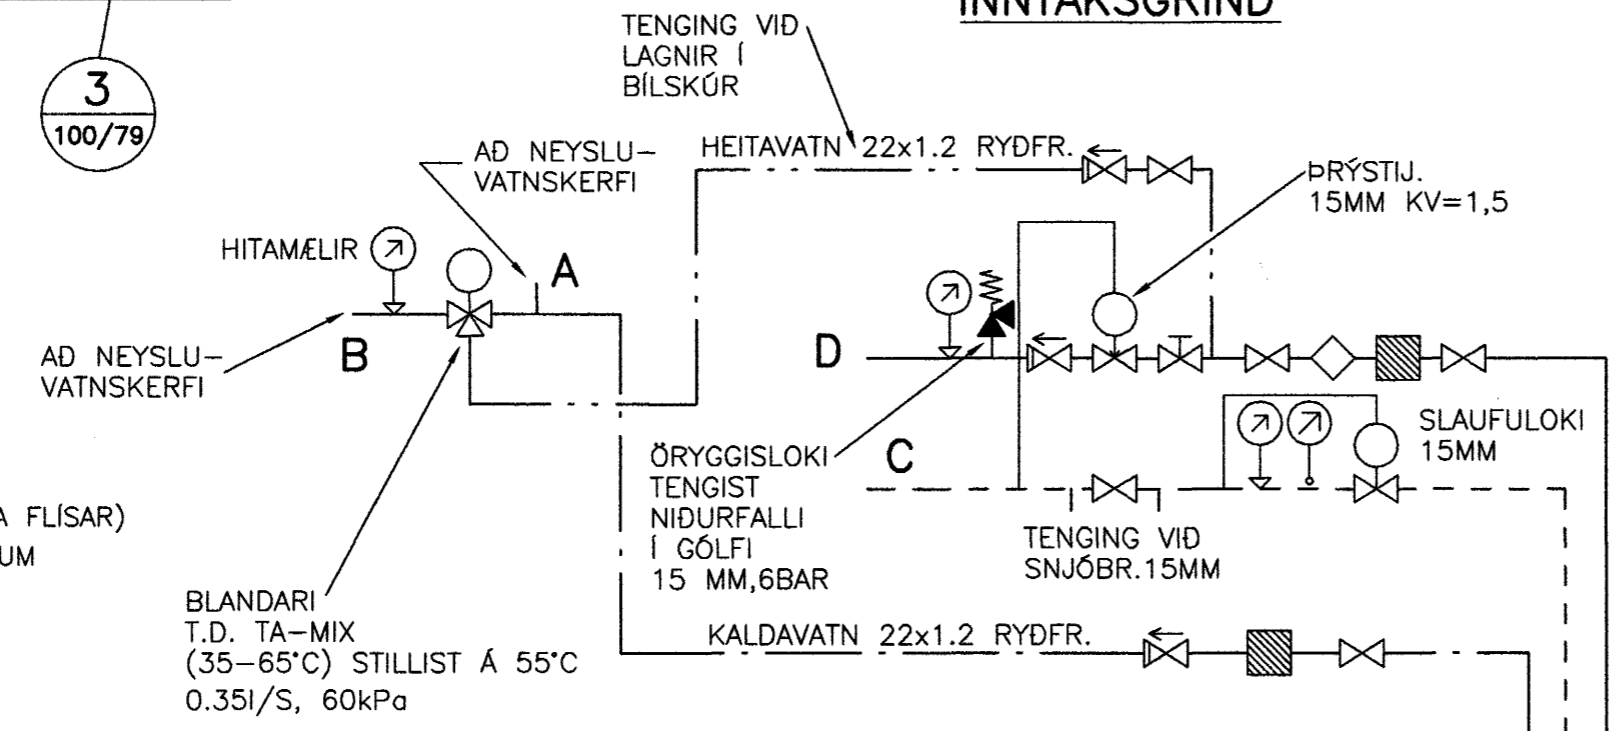 INNTAKSGRIND
TENGING VIÐ
LAGNIR Í
BÍLSKÚR
3
100/79
AÐ NEYSLU-
VATNSKERFI
HEITAVATN 22x1.2 RYÐFR.
ÞRÝSTIJ.
15MM KV=1,5
HITAMÆLIR
A
B
AÐ NEYSLU-
VATNSKERFI
D
ÖRYGGISLOKI
TENGIST
NIÐURFALLI
Í GÓLFI
15 MM,6BAR
C
SLAUFULOKI
15MM
TENGING VIÐ
SNJÓBR.15MM
A FLÍSAR)
UM
BLANDARI
T.D. TA-MIX
(35-65°C) STILLIST Á 55°C
0.35l/S, 60kPa
KALDAVATN 22x1.2 RYÐFR.